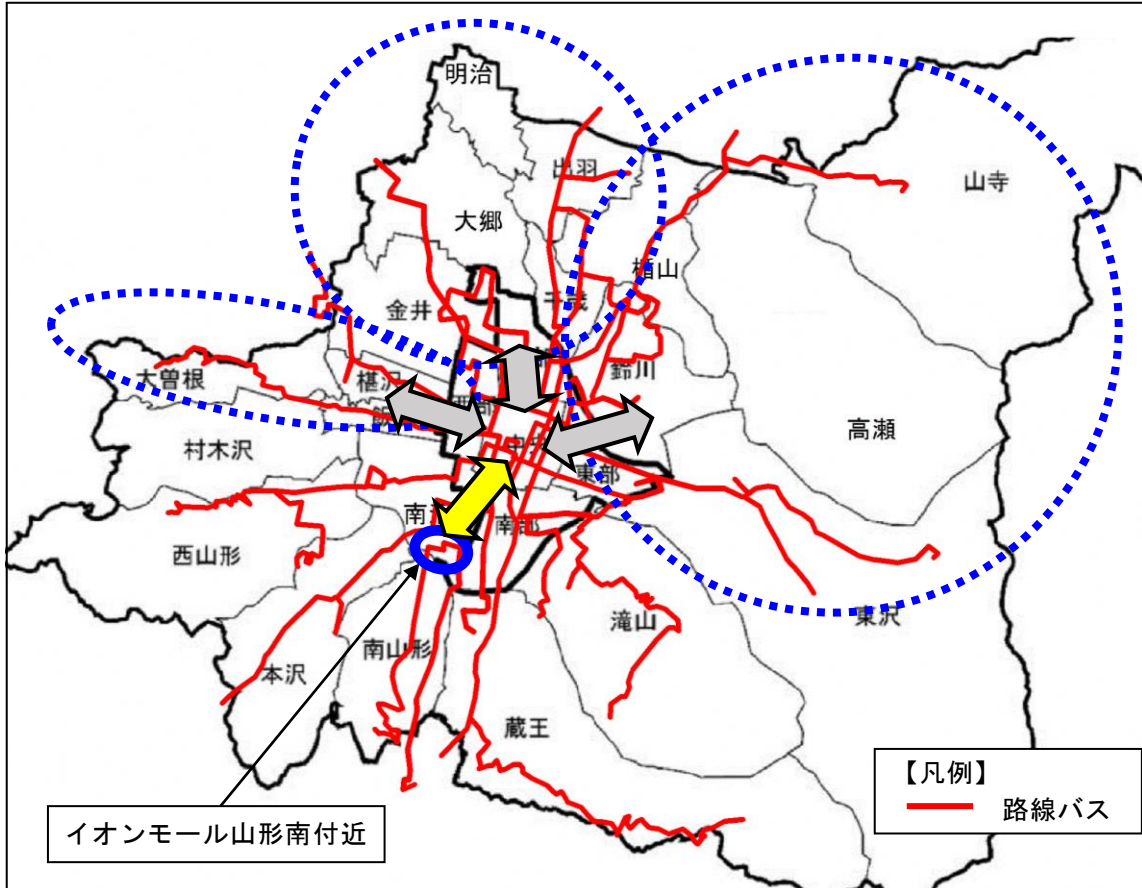 明治
出羽
山寺
大郷
楯山
千歳
金井
鈴川
大曽根
椹沢
高瀬
村木沢
東部
南部
西山形
滝山
東沢
南山形
本沢
蔵王
【凡例】
路線バス
イオンモール山形南付近